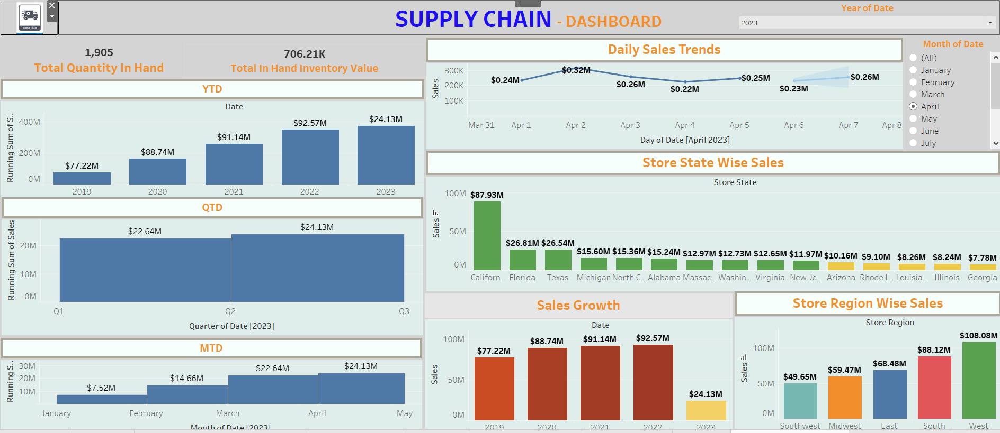 SUPPLY CHAIN
SUPPLY CHAIN - DASHBOARD
Year of Date
2023
1,905
Total Quantity In Hand
706.21K
Total In Hand Inventory Value
YTD
Date
Running Sum of S..
400M
200M
0M
$77.22M
$88.74M
$91.14M
$92.57M
$24.13M
2019
2020
2021
2022
2023
QTD
Running Sum of Sales
20M
10M
0M
$22.64M
$24.13M
Q1
Q2
Q3
Quarter of Date [2023]
MTD
Running S..
30M
20M
10M
$7.52M
$14.66M
$22.64M
$24.13M
January
February
March
April
May
Month of Date [2023]
Daily Sales Trends
Sales
300K
200K
100K
$0.24M
$0.32M
$0.26M
$0.22M
$0.25M
$0.23M
$0.26M
Mar 31
Apr 1
Apr 2
Apr 3
Apr 4
Apr 5
Apr 6
Apr 7
Apr 8
Day of Date [April 2023]
Month of Date
(All)
January
February
March
April
May
June
July
Store State Wise Sales
Store State
Sales
100M
50M
0M
$87.93M
$26.81M
$26.54M
$15.60M
$15.36M
$15.24M
$12.97M
$12.73M
$12.65M
$11.97M
$10.16M
$9.10M
$8.26M
$8.24M
$7.78M
Californ..
Florida
Texas
Michigan
North C..
Alabama
Massac..
Washin..
Virginia
New Je..
Arizona
Rhode I..
Louisia..
Illinois
Georgia
Sales Growth
Date
Sales
100M
50M
0M
$77.22M
$88.74M
$91.14M
$92.57M
$24.13M
2019
2020
2021
2022
2023
Store Region Wise Sales
Store Region
Sales
100M
50M
0M
$49.65M
$59.47M
$68.48M
$88.12M
$108.08M
Southwest
Midwest
East
South
West